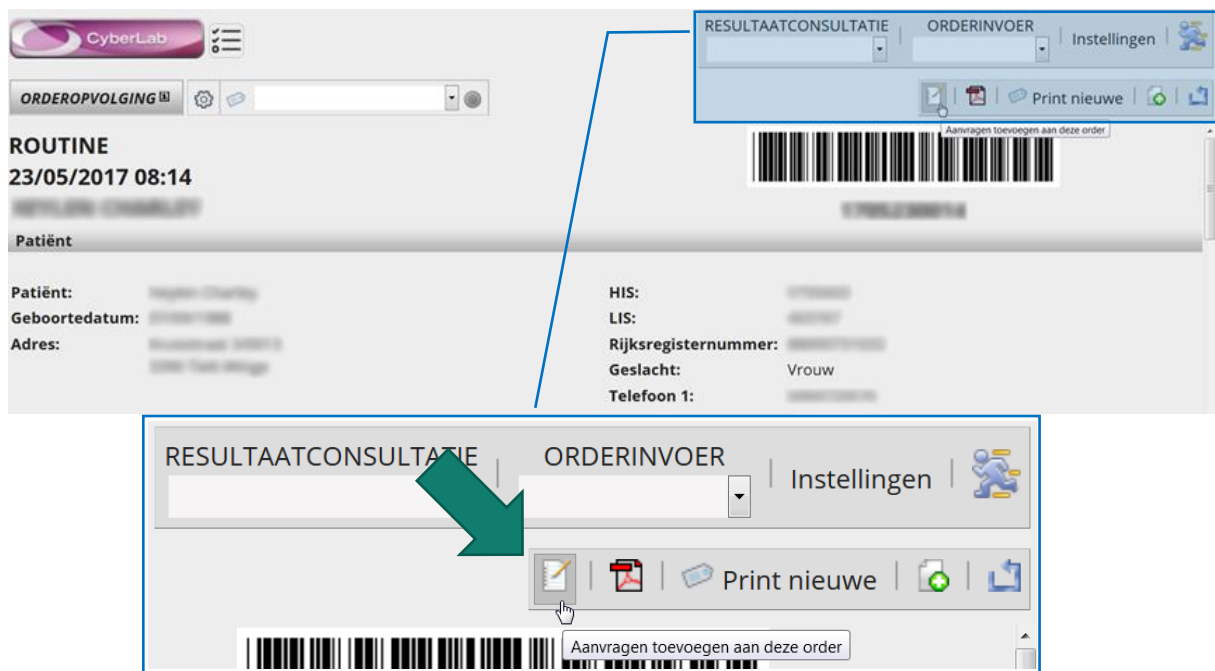 CyberLab
RESULTAATCONSULTATIE
ORDERINVOER
Instellingen
ORDEROPVOLGING
Print nieuwe
Aanvragen toevoegen aan deze order
ROUTINE
23/05/2017 08:14
Patiënt
Patiënt:
HIS:
Geboortedatum:
LIS:
Adres:
Rijksregisternummer:
Geslacht: Vrouw
Telefoon 1:
RESULTAATCONSULTATIE
ORDERINVOER
Instellingen
Print nieuwe
Aanvragen toevoegen aan deze order